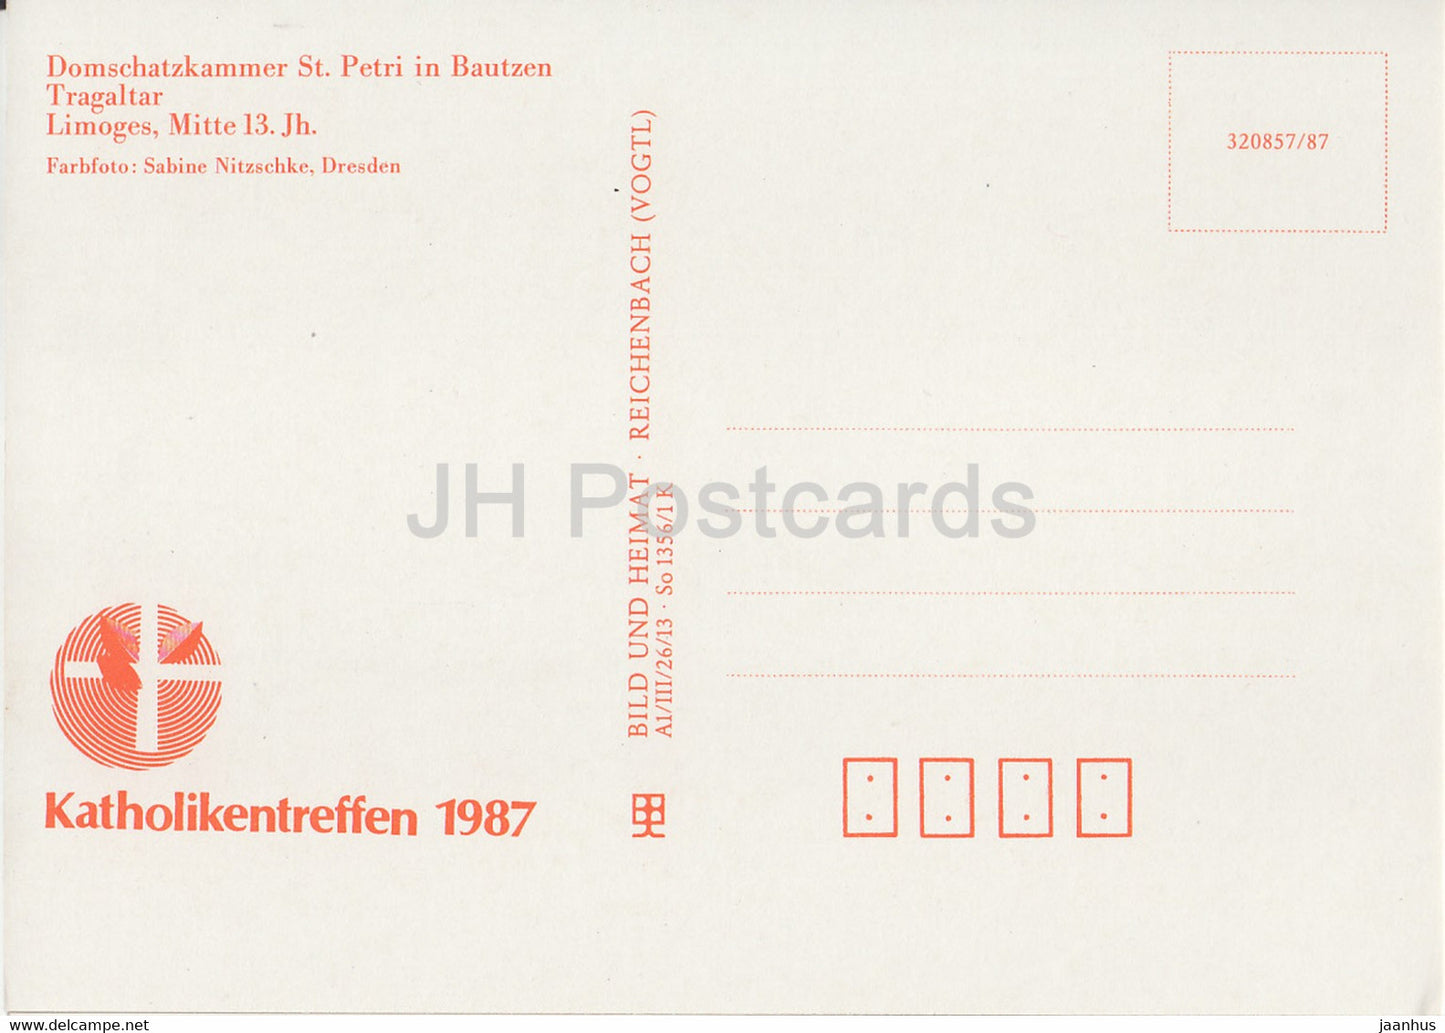 Domschatzkammer St. Petri in Bautzen
Tragaltar
Limoges, Mitte 13. Jh.
Farbfoto: Sabine Nitzschke, Dresden
320857/87
BILD UND HEIMAT · REICHENBACH (VOGTL)
A1/III/26/13 · So 1356/1 K
JH Postcards
Katholikentreffen 1987
www.delcampe.net
jaanhus